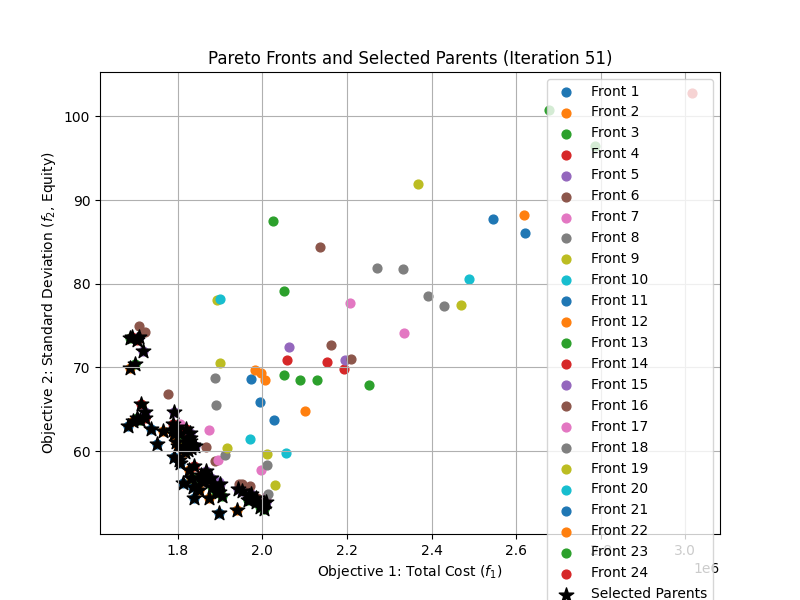 Pareto Fronts and Selected Parents (Iteration 51)
Objective 2: Standard Deviation (f₂, Equity)
100
90
80
70
60
1.8
2.0
2.2
2.4
2.6
3.0
1e6
Objective 1: Total Cost (f₁)
Front 1
Front 2
Front 3
Front 4
Front 5
Front 6
Front 7
Front 8
Front 9
Front 10
Front 11
Front 12
Front 13
Front 14
Front 15
Front 16
Front 17
Front 18
Front 19
Front 20
Front 21
Front 22
Front 23
Front 24
Selected Parents